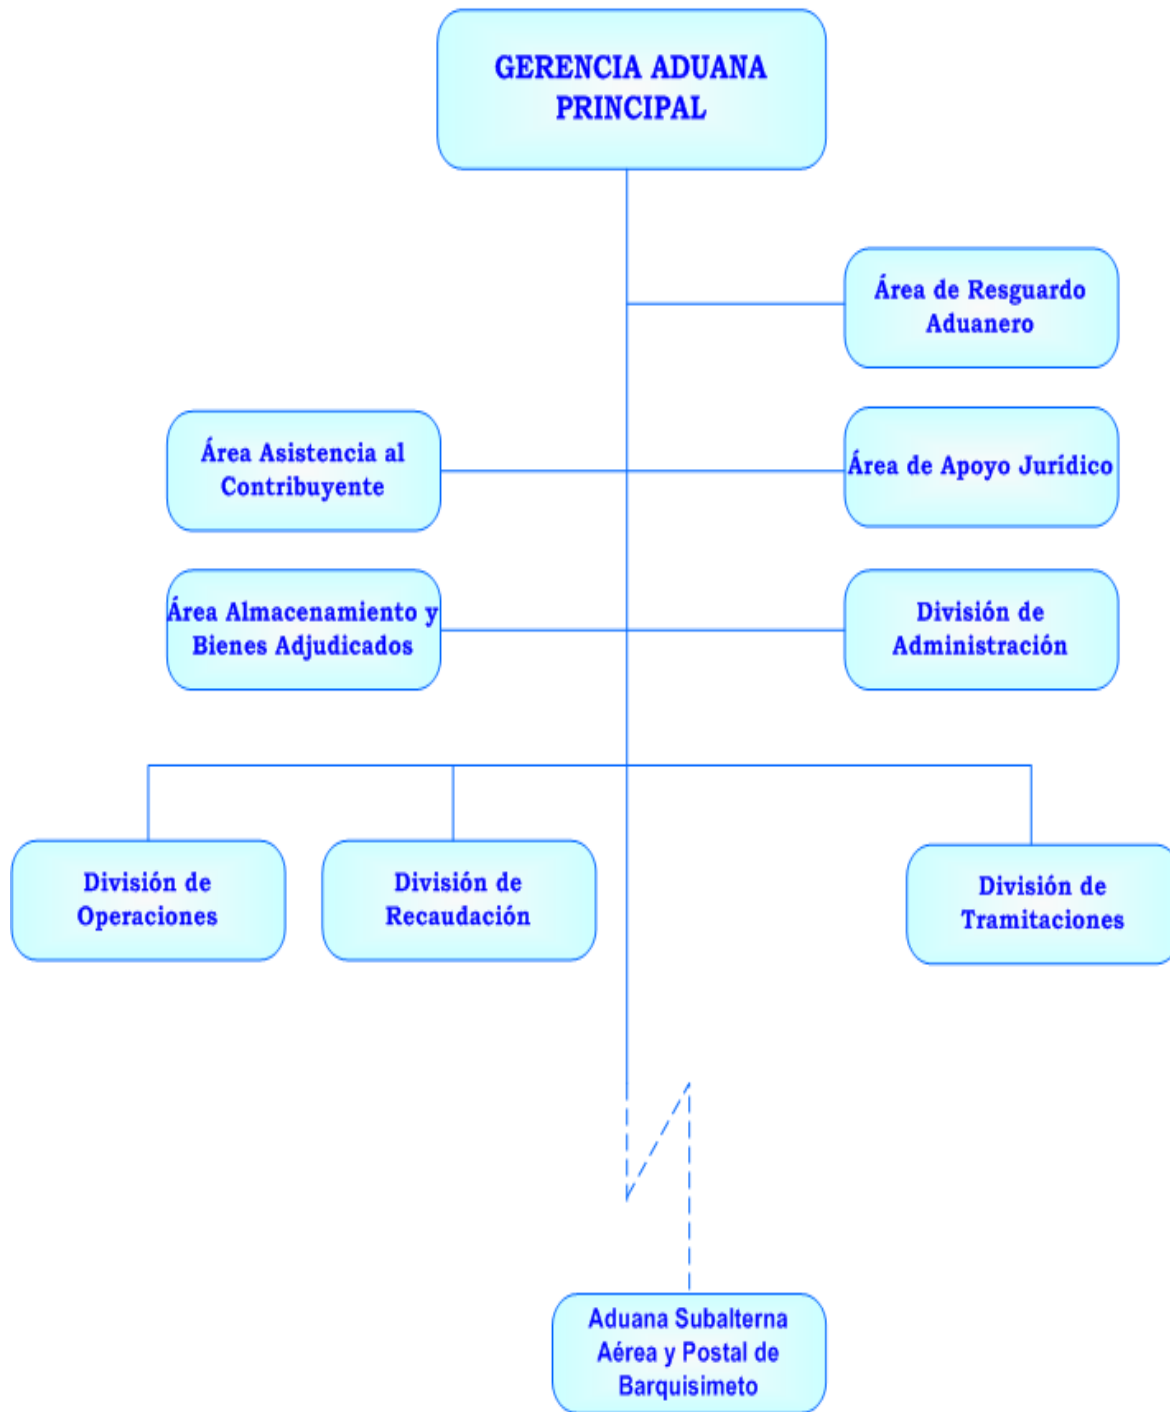 GERENCIA ADUANA
PRINCIPAL
Área de Resguardo
Aduanero
Área Asistencia al
Contribuyente
Área de Apoyo Jurídico
Área Almacenamiento y
Bienes Adjudicados
División de
Administración
División de
Operaciones
División de
Recaudación
División de
Tramitaciones
Aduana Subalterna
Aérea y Postal de
Barquisimeto